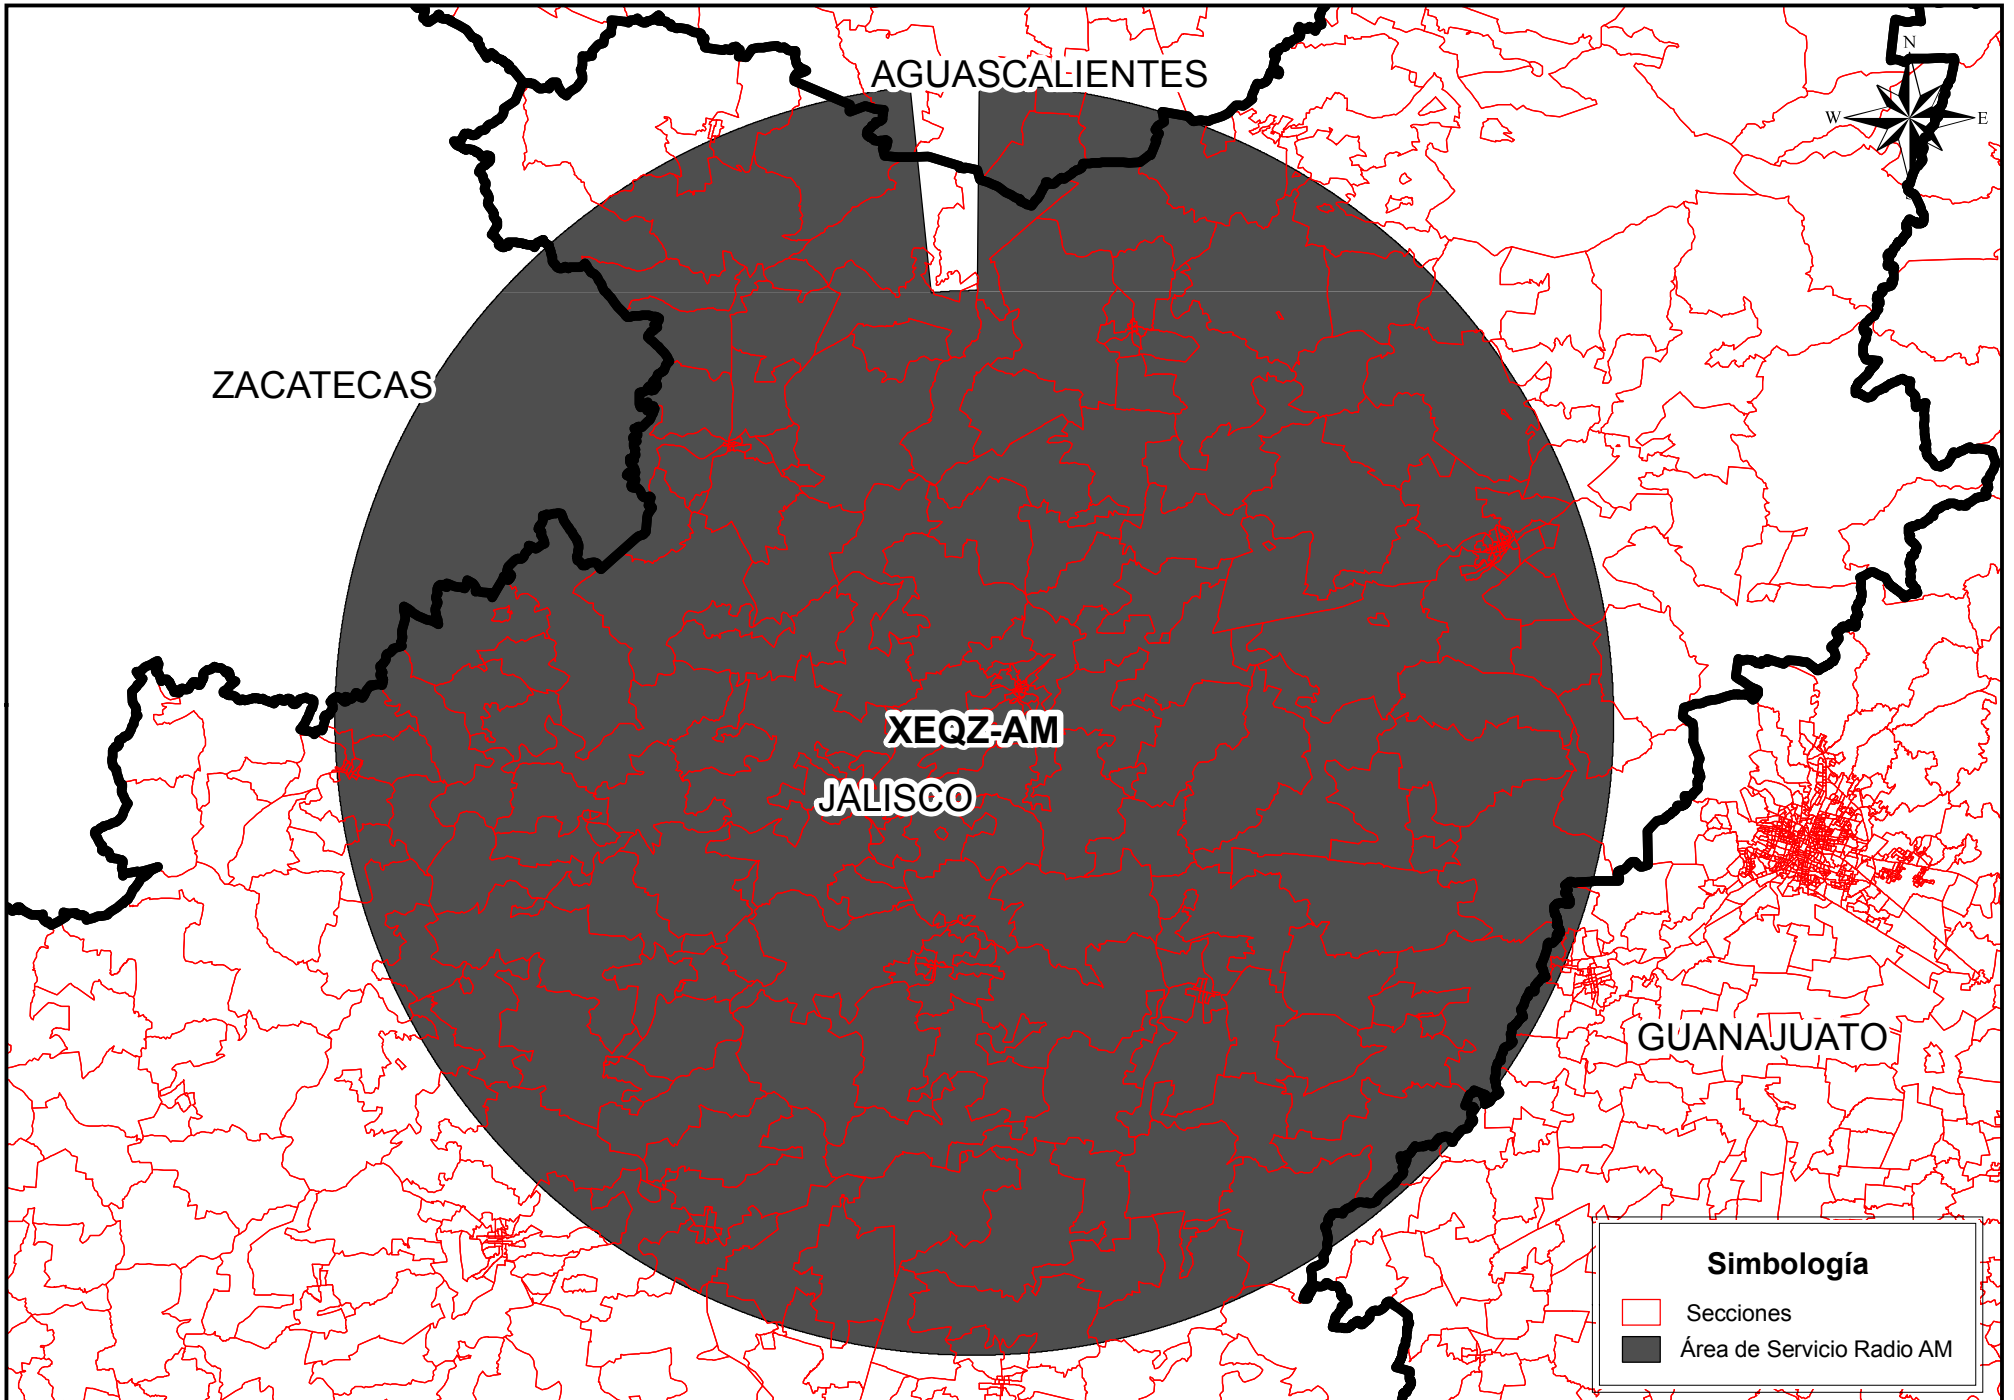 AGUASCALIENTES
N
W
E
ZACATECAS
XEQZ-AM
JALISCO
GUANAJUATO
Simbología
Secciones
Área de Servicio Radio AM